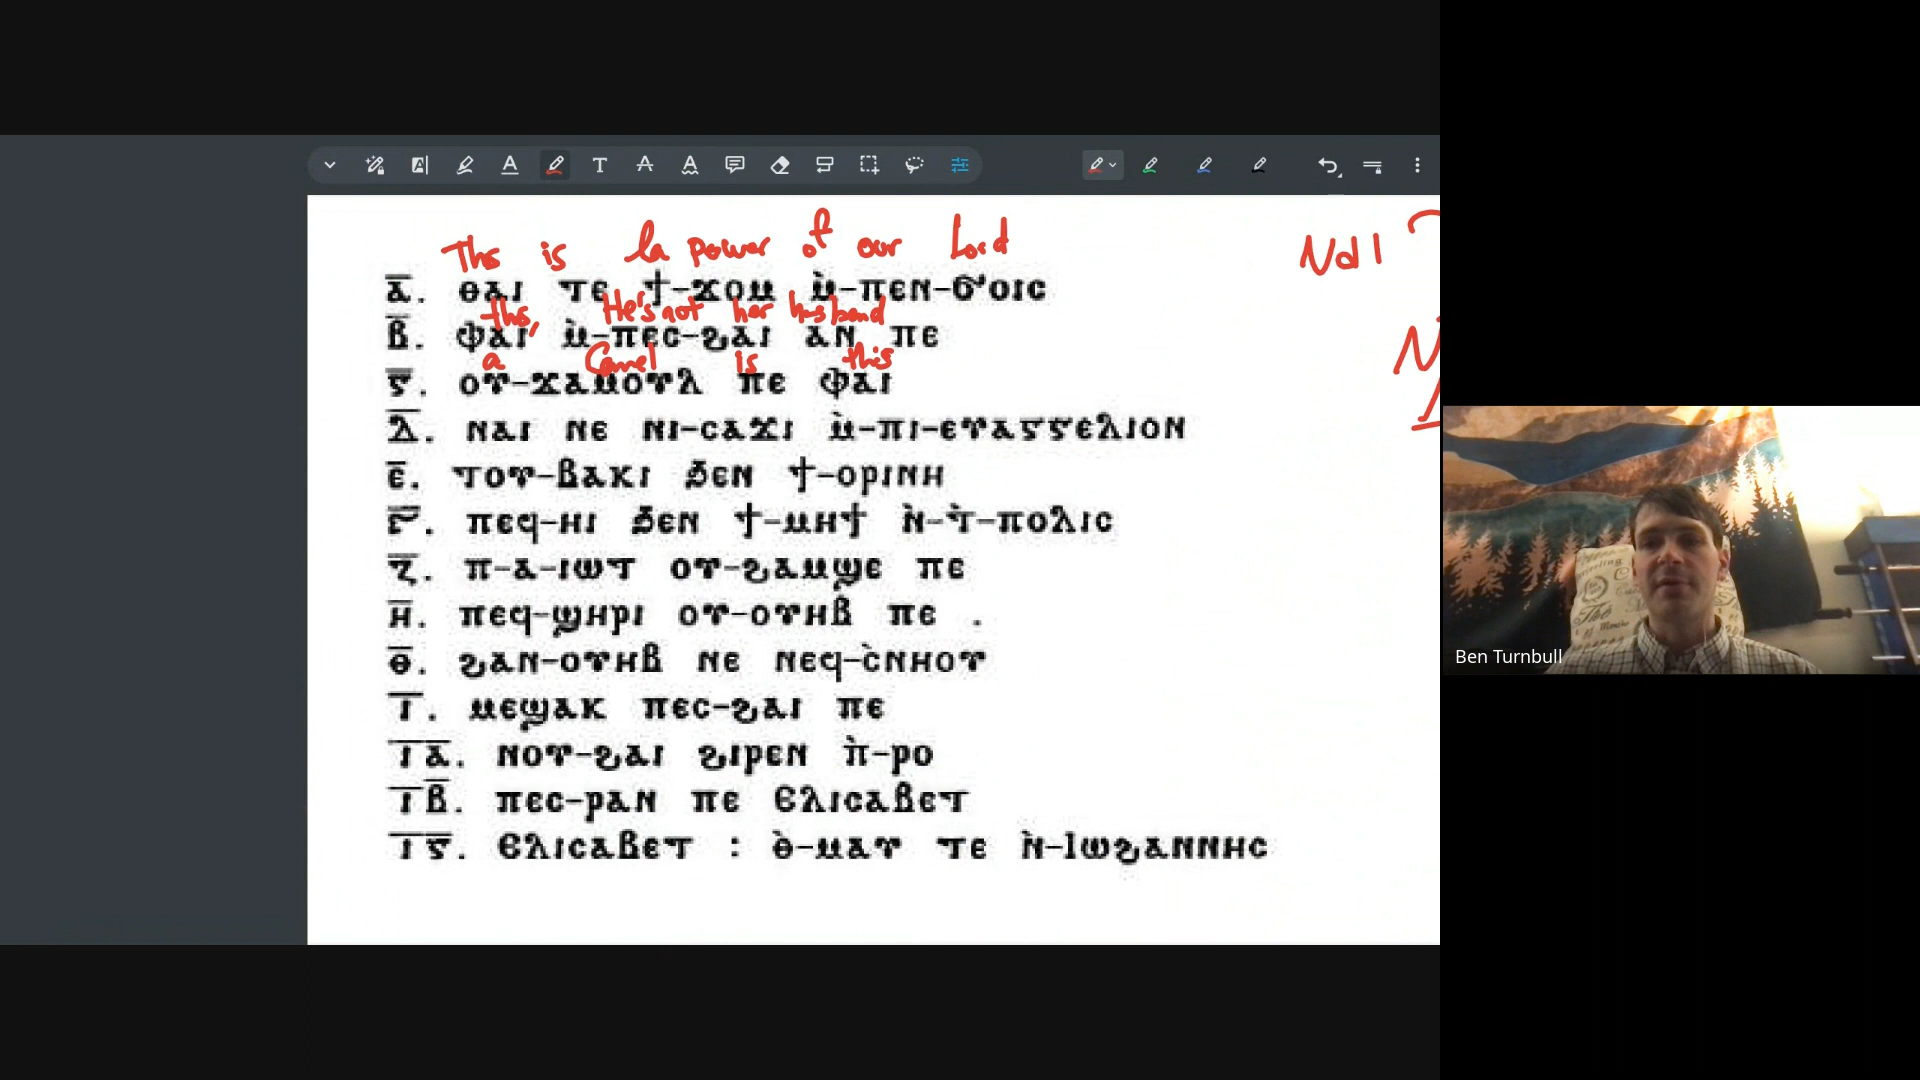 Ths is la power of our Lord
ⲁ̅. ⲑⲁⲓ ⲧⲉ ϯ-ϫⲟⲙ ⲙ̀-ⲡⲉⲛ-ϭⲟⲓⲥ
ths, He's not her husband
ⲃ̅. ⲫⲁⲓ ⲙ̀-ⲡⲉⲥ-ϩⲁⲓ ⲁⲛ ⲡⲉ
a Camel is this
ⲅ̅. ⲟⲩ-ϫⲁⲙⲟⲩⲗ ⲡⲉ ⲫⲁⲓ
ⲇ̅. ⲛⲁⲓ ⲛⲉ ⲛⲓ-ⲥⲁϫⲓ ⲙ̀-ⲡⲓ-ⲉⲩⲁⲅⲅⲉⲗⲓⲟⲛ
ⲉ̅. ⲧⲟⲩ-ⲃⲁⲕⲓ ϧⲉⲛ ϯ-ⲟⲣⲓⲛⲏ
ⲋ̅. ⲡⲉϥ-ⲏⲓ ϧⲉⲛ ϯ-ⲙⲏϯ ⲛ̀-ⲧ̀-ⲡⲟⲗⲓⲥ
ⲍ̅. ⲡ-ⲁ-ⲓⲱⲧ ⲟⲩ-ϩⲁⲙϣⲉ ⲡⲉ
ⲏ̅. ⲡⲉϥ-ϣⲏⲣⲓ ⲟⲩ-ⲟⲩⲏⲃ ⲡⲉ .
ⲑ̅. ϩⲁⲛ-ⲟⲩⲏⲃ ⲛⲉ ⲛⲉϥ-ⲥ̀ⲛⲏⲟⲩ
ⲓ̅. ⲙⲉϣⲁⲕ ⲡⲉⲥ-ϩⲁⲓ ⲡⲉ
ⲓ̅ⲁ̅. ⲛⲟⲩ-ϩⲁⲓ ϩⲓⲣⲉⲛ ⲡ̀-ⲣⲟ
ⲓ̅ⲃ̅. ⲡⲉⲥ-ⲣⲁⲛ ⲡⲉ Ⲉⲗⲓⲥⲁⲃⲉⲧ
ⲓ̅ⲅ̅. Ⲉⲗⲓⲥⲁⲃⲉⲧ : ⲑ̀-ⲙⲁⲩ ⲧⲉ ⲛ̀-Ⲓⲱϩⲁⲛⲛⲏⲥ
Ben Turnbull